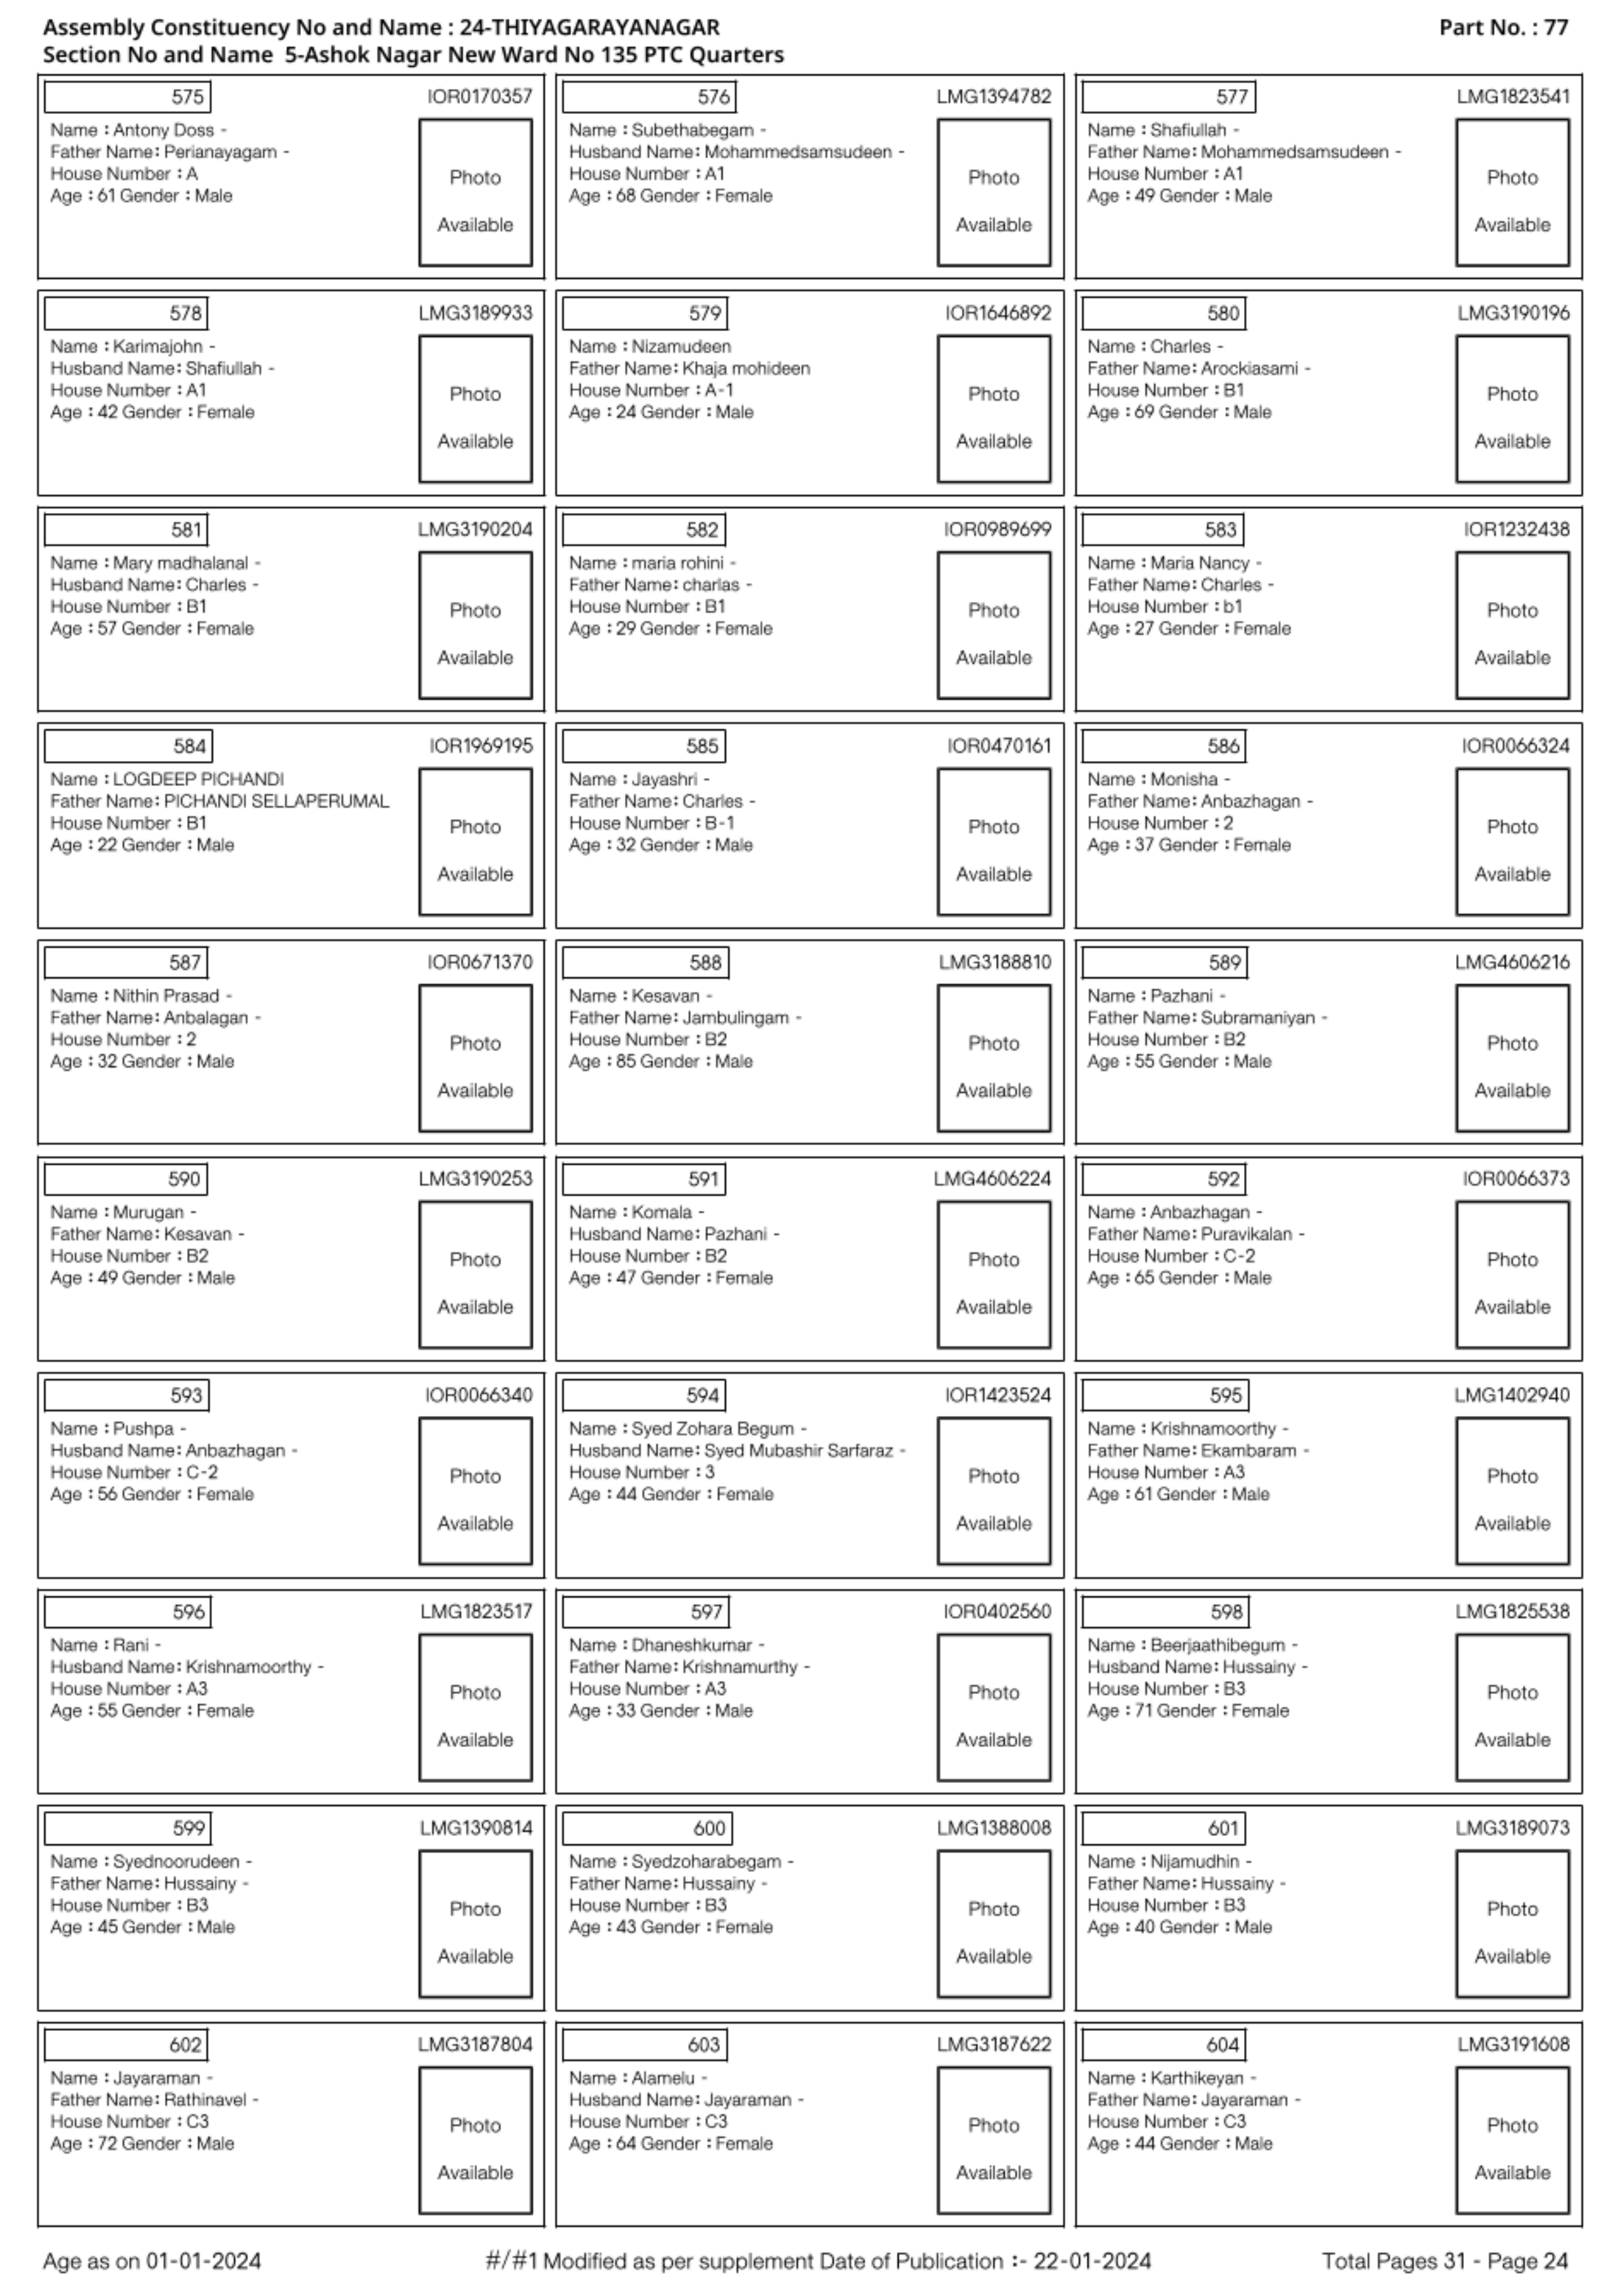 Assembly Constituency No and Name : 24-THIYAGARAYANAGAR
Part No. : 77
Section No and Name 5-Ashok Nagar New Ward No 135 PTC Quarters
575 IOR0170357
Name : Antony Doss -
Father Name: Perianayagam -
House Number : A
Age : 61 Gender : Male
Photo
Available
576 LMG1394782
Name : Subethabegam -
Husband Name: Mohammedsamsudeen -
House Number : A1
Age : 68 Gender : Female
Photo
Available
577 LMG1823541
Name : Shafiullah -
Father Name: Mohammedsamsudeen -
House Number : A1
Age : 49 Gender : Male
Photo
Available
578 LMG3189933
Name : Karimajohn -
Husband Name: Shafiullah -
House Number : A1
Age : 42 Gender : Female
Photo
Available
579 IOR1646892
Name : Nizamudeen
Father Name: Khaja mohideen
House Number : A-1
Age : 24 Gender : Male
Photo
Available
580 LMG3190196
Name : Charles -
Father Name: Arockiasami -
House Number : B1
Age : 69 Gender : Male
Photo
Available
581 LMG3190204
Name : Mary madhalanal -
Husband Name: Charles -
House Number : B1
Age : 57 Gender : Female
Photo
Available
582 IOR0989699
Name : maria rohini -
Father Name: charlas -
House Number : B1
Age : 29 Gender : Female
Photo
Available
583 IOR1232438
Name : Maria Nancy -
Father Name: Charles -
House Number : b1
Age : 27 Gender : Female
Photo
Available
584 IOR1969195
Name : LOGDEEP PICHANDI
Father Name: PICHANDI SELLAPERUMAL
House Number : B1
Age : 22 Gender : Male
Photo
Available
585 IOR0470161
Name : Jayashri -
Father Name: Charles -
House Number : B-1
Age : 32 Gender : Male
Photo
Available
586 IOR0066324
Name : Monisha -
Father Name: Anbazhagan -
House Number : 2
Age : 37 Gender : Female
Photo
Available
587 IOR0671370
Name : Nithin Prasad -
Father Name: Anbalagan -
House Number : 2
Age : 32 Gender : Male
Photo
Available
588 LMG3188810
Name : Kesavan -
Father Name: Jambulingam -
House Number : B2
Age : 85 Gender : Male
Photo
Available
589 LMG4606216
Name : Pazhani -
Father Name: Subramaniyan -
House Number : B2
Age : 55 Gender : Male
Photo
Available
590 LMG3190253
Name : Murugan -
Father Name: Kesavan -
House Number : B2
Age : 49 Gender : Male
Photo
Available
591 LMG4606224
Name : Komala -
Husband Name: Pazhani -
House Number : B2
Age : 47 Gender : Female
Photo
Available
592 IOR0066373
Name : Anbazhagan -
Father Name: Puravikalan -
House Number : C-2
Age : 65 Gender : Male
Photo
Available
593 IOR0066340
Name : Pushpa -
Husband Name: Anbazhagan -
House Number : C-2
Age : 56 Gender : Female
Photo
Available
594 IOR1423524
Name : Syed Zohara Begum -
Husband Name: Syed Mubashir Sarfaraz -
House Number : 3
Age : 44 Gender : Female
Photo
Available
595 LMG1402940
Name : Krishnamoorthy -
Father Name: Ekambaram -
House Number : A3
Age : 61 Gender : Male
Photo
Available
596 LMG1823517
Name : Rani -
Husband Name: Krishnamoorthy -
House Number : A3
Age : 55 Gender : Female
Photo
Available
597 IOR0402560
Name : Dhaneshkumar -
Father Name: Krishnamurthy -
House Number : A3
Age : 33 Gender : Male
Photo
Available
598 LMG1825538
Name : Beerjaathibegum -
Husband Name: Hussainy -
House Number : B3
Age : 71 Gender : Female
Photo
Available
599 LMG1390814
Name : Syednoorudeen -
Father Name: Hussainy -
House Number : B3
Age : 45 Gender : Male
Photo
Available
600 LMG1388008
Name : Syedzoharabegam -
Father Name: Hussainy -
House Number : B3
Age : 43 Gender : Female
Photo
Available
601 LMG3189073
Name : Nijamudhin -
Father Name: Hussainy -
House Number : B3
Age : 40 Gender : Male
Photo
Available
602 LMG3187804
Name : Jayaraman -
Father Name: Rathinavel -
House Number : C3
Age : 72 Gender : Male
Photo
Available
603 LMG3187622
Name : Alamelu -
Husband Name: Jayaraman -
House Number : C3
Age : 64 Gender : Female
Photo
Available
604 LMG3191608
Name : Karthikeyan -
Father Name: Jayaraman -
House Number : C3
Age : 44 Gender : Male
Photo
Available
Age as on 01-01-2024
#/#1 Modified as per supplement Date of Publication :- 22-01-2024
Total Pages 31 - Page 24